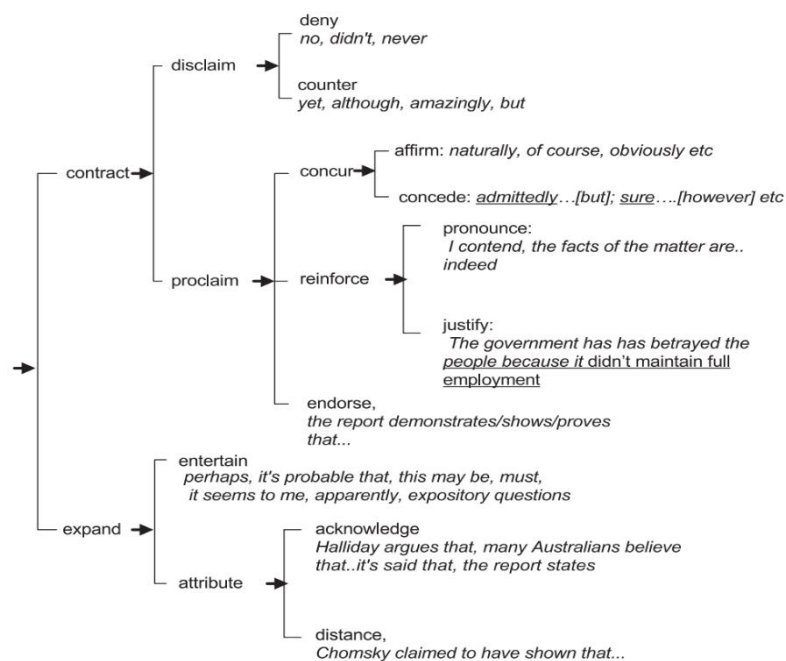 deny
no, didn't, never
disclaim
counter
yet, although, amazingly, but
contract
affirm: naturally, of course, obviously etc
concur
concede: admittedly…[but]; sure….[however] etc
pronounce:
I contend, the facts of the matter are..
indeed
proclaim
reinforce
justify:
The government has has betrayed the
people because it didn't maintain full
employment
endorse,
the report demonstrates/shows/proves
that...
entertain
perhaps, it's probable that, this may be, must,
it seems to me, apparently, expository questions
expand
acknowledge
Halliday argues that, many Australians believe
that..it's said that, the report states
attribute
distance,
Chomsky claimed to have shown that...